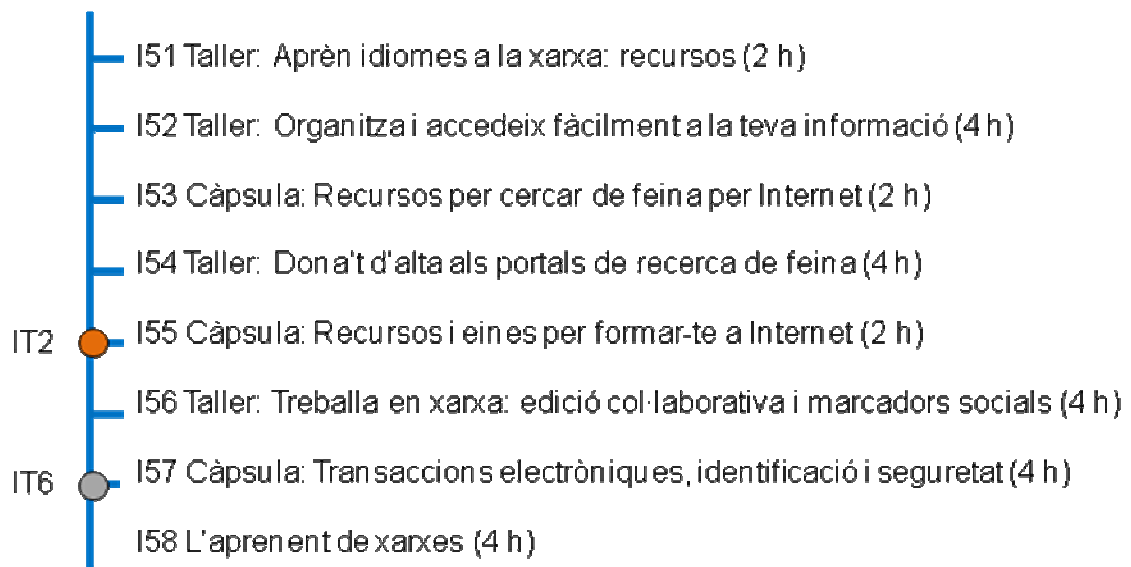 I51 Taller: Aprèn idiomes a la xarxa: recursos (2 h)
I52 Taller: Organitza i accedeix fàcilment a la teva informació (4 h)
I53 Càpsula: Recursos per cercar de feina per Internet (2 h)
I54 Taller: Dona't d'alta als portals de recerca de feina (4 h)
IT2 I55 Càpsula: Recursos i eines per formar-te a Internet (2 h)
I56 Taller: Treballa en xarxa: edició col·laborativa i marcadors socials (4 h)
IT6 I57 Càpsula: Transaccions electròniques, identificació i seguretat (4 h)
I58 L'aprenent de xarxes (4 h)